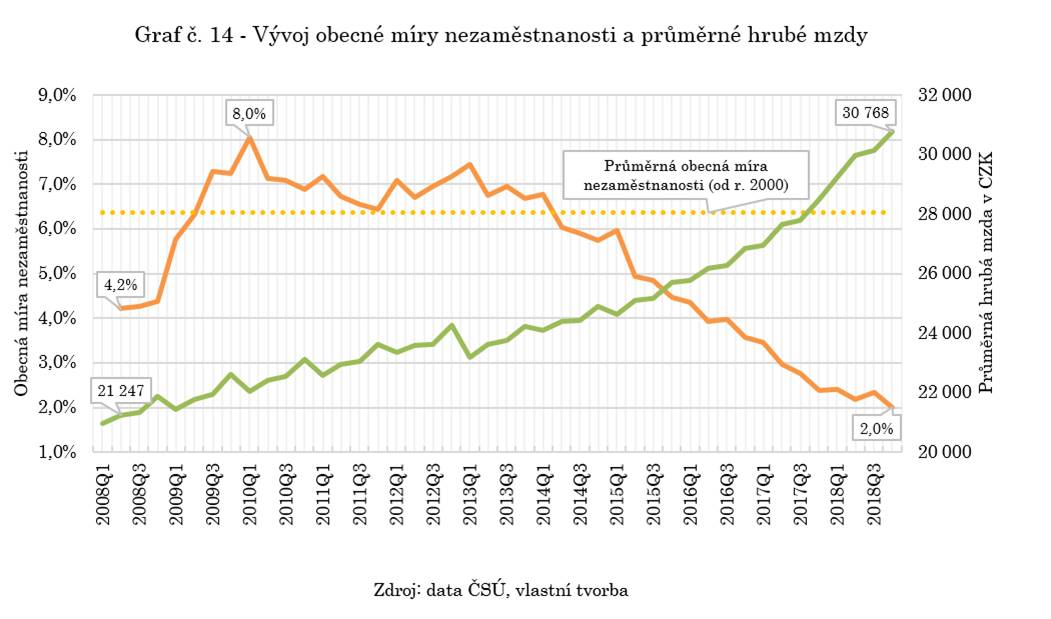 Graf č. 14 - Vývoj obecné míry nezaměstnanosti a průměrné hrubé mzdy
Obecná míra nezaměstnanosti
9,0%
8,0%
7,0%
6,0%
5,0%
4,0%
3,0%
2,0%
1,0%
8,0%
4,2%
21 247
Průměrná obecná míra
nezaměstnanosti (od r. 2000)
30 768
2,0%
32 000
30 000
28 000
26 000
24 000
22 000
20 000
Průměrná hrubá mzda v CZK
2008Q1
2008Q3
2009Q1
2009Q3
2010Q1
2010Q3
2011Q1
2011Q3
2012Q1
2012Q3
2013Q1
2013Q3
2014Q1
2014Q3
2015Q1
2015Q3
2016Q1
2016Q3
2017Q1
2017Q3
2018Q1
2018Q3
Zdroj: data ČSÚ, vlastní tvorba